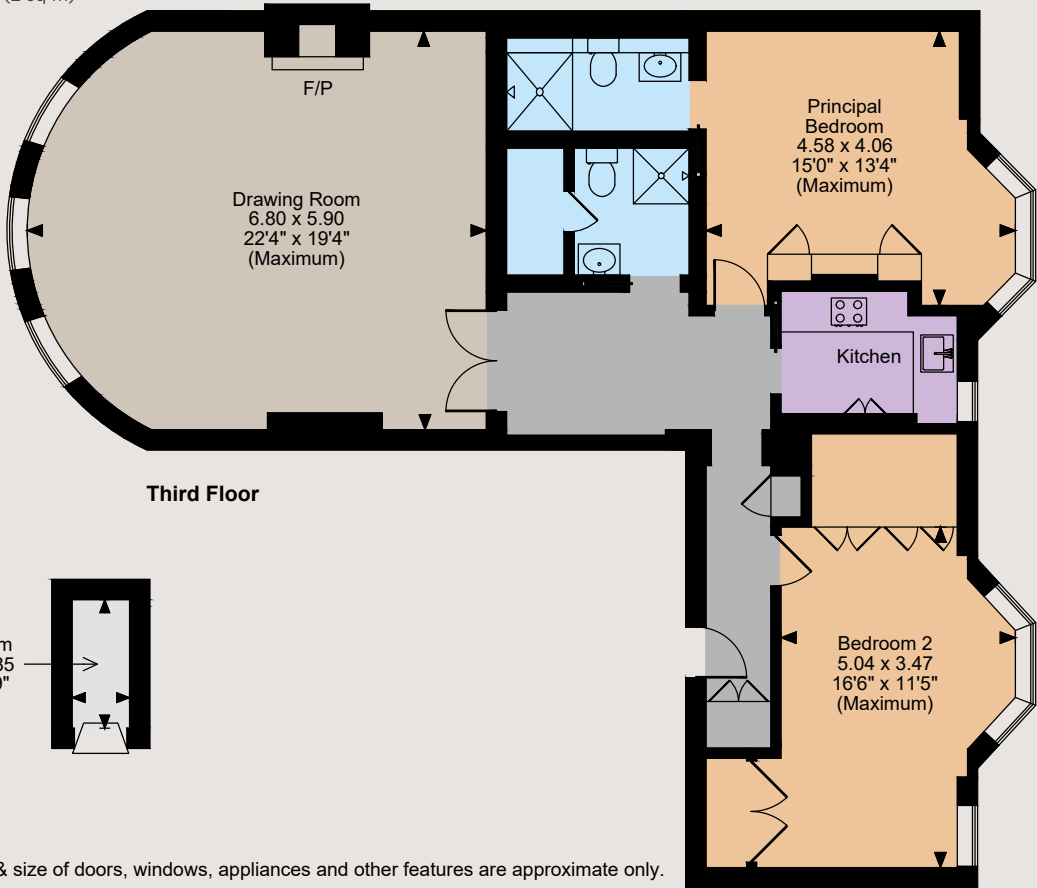 F/P
Drawing Room
6.80 x 5.90
22'4" x 19'4"
(Maximum)
Principal
Bedroom
4.58 x 4.06
15'0" x 13'4"
(Maximum)
Kitchen
Third Floor
Bedroom 2
5.04 x 3.47
16'6" x 11'5"
(Maximum)
& size of doors, windows, appliances and other features are approximate only.